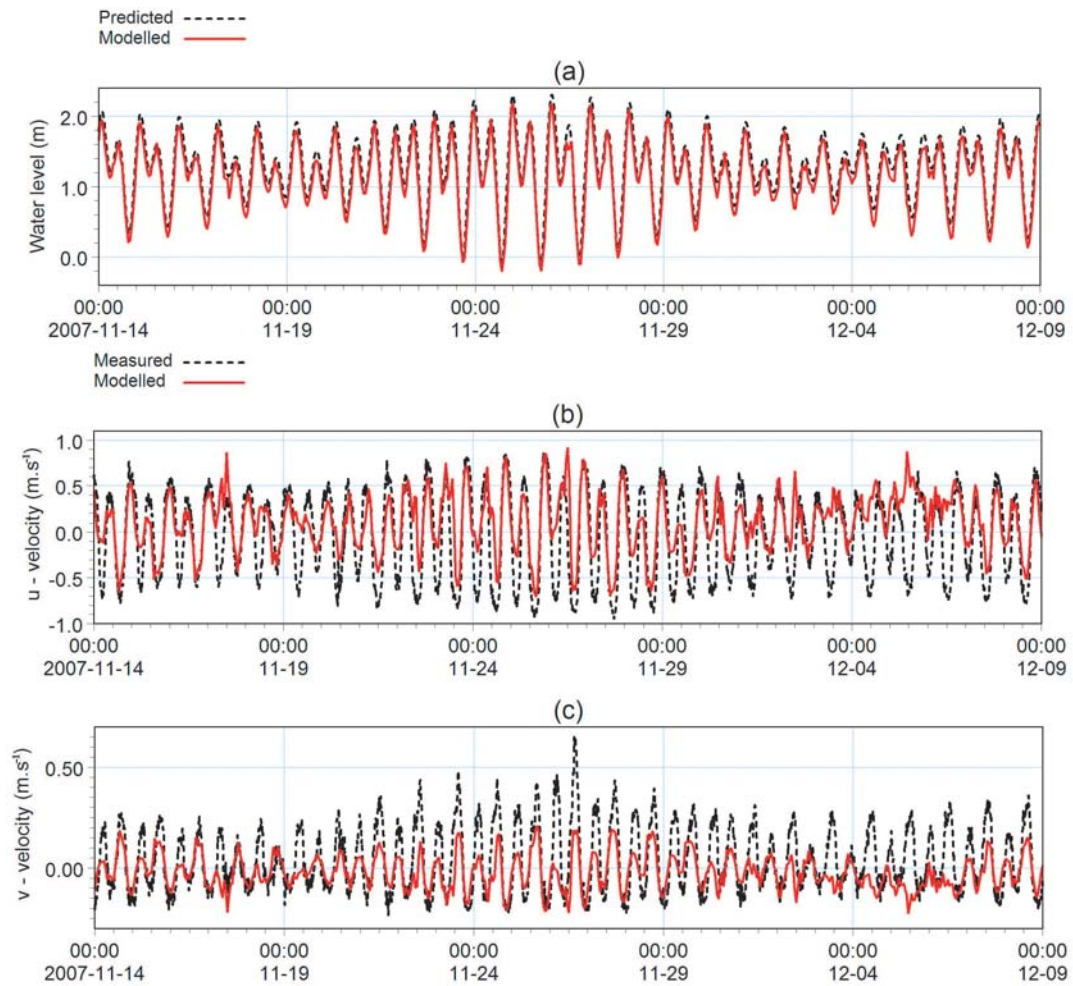 Predicted
Modelled
(a)
Water level (m)
2.0
1.0
0.0
00:00 00:00 00:00 00:00 00:00 00:00
2007-11-14 11-19 11-24 11-29 12-04 12-09
Measured
Modelled
(b)
u - velocity (m.s⁻¹)
1.0
0.5
0.0
-0.5
-1.0
00:00 00:00 00:00 00:00 00:00 00:00
2007-11-14 11-19 11-24 11-29 12-04 12-09
(c)
v - velocity (m.s⁻¹)
0.50
0.00
00:00 00:00 00:00 00:00 00:00 00:00
2007-11-14 11-19 11-24 11-29 12-04 12-09